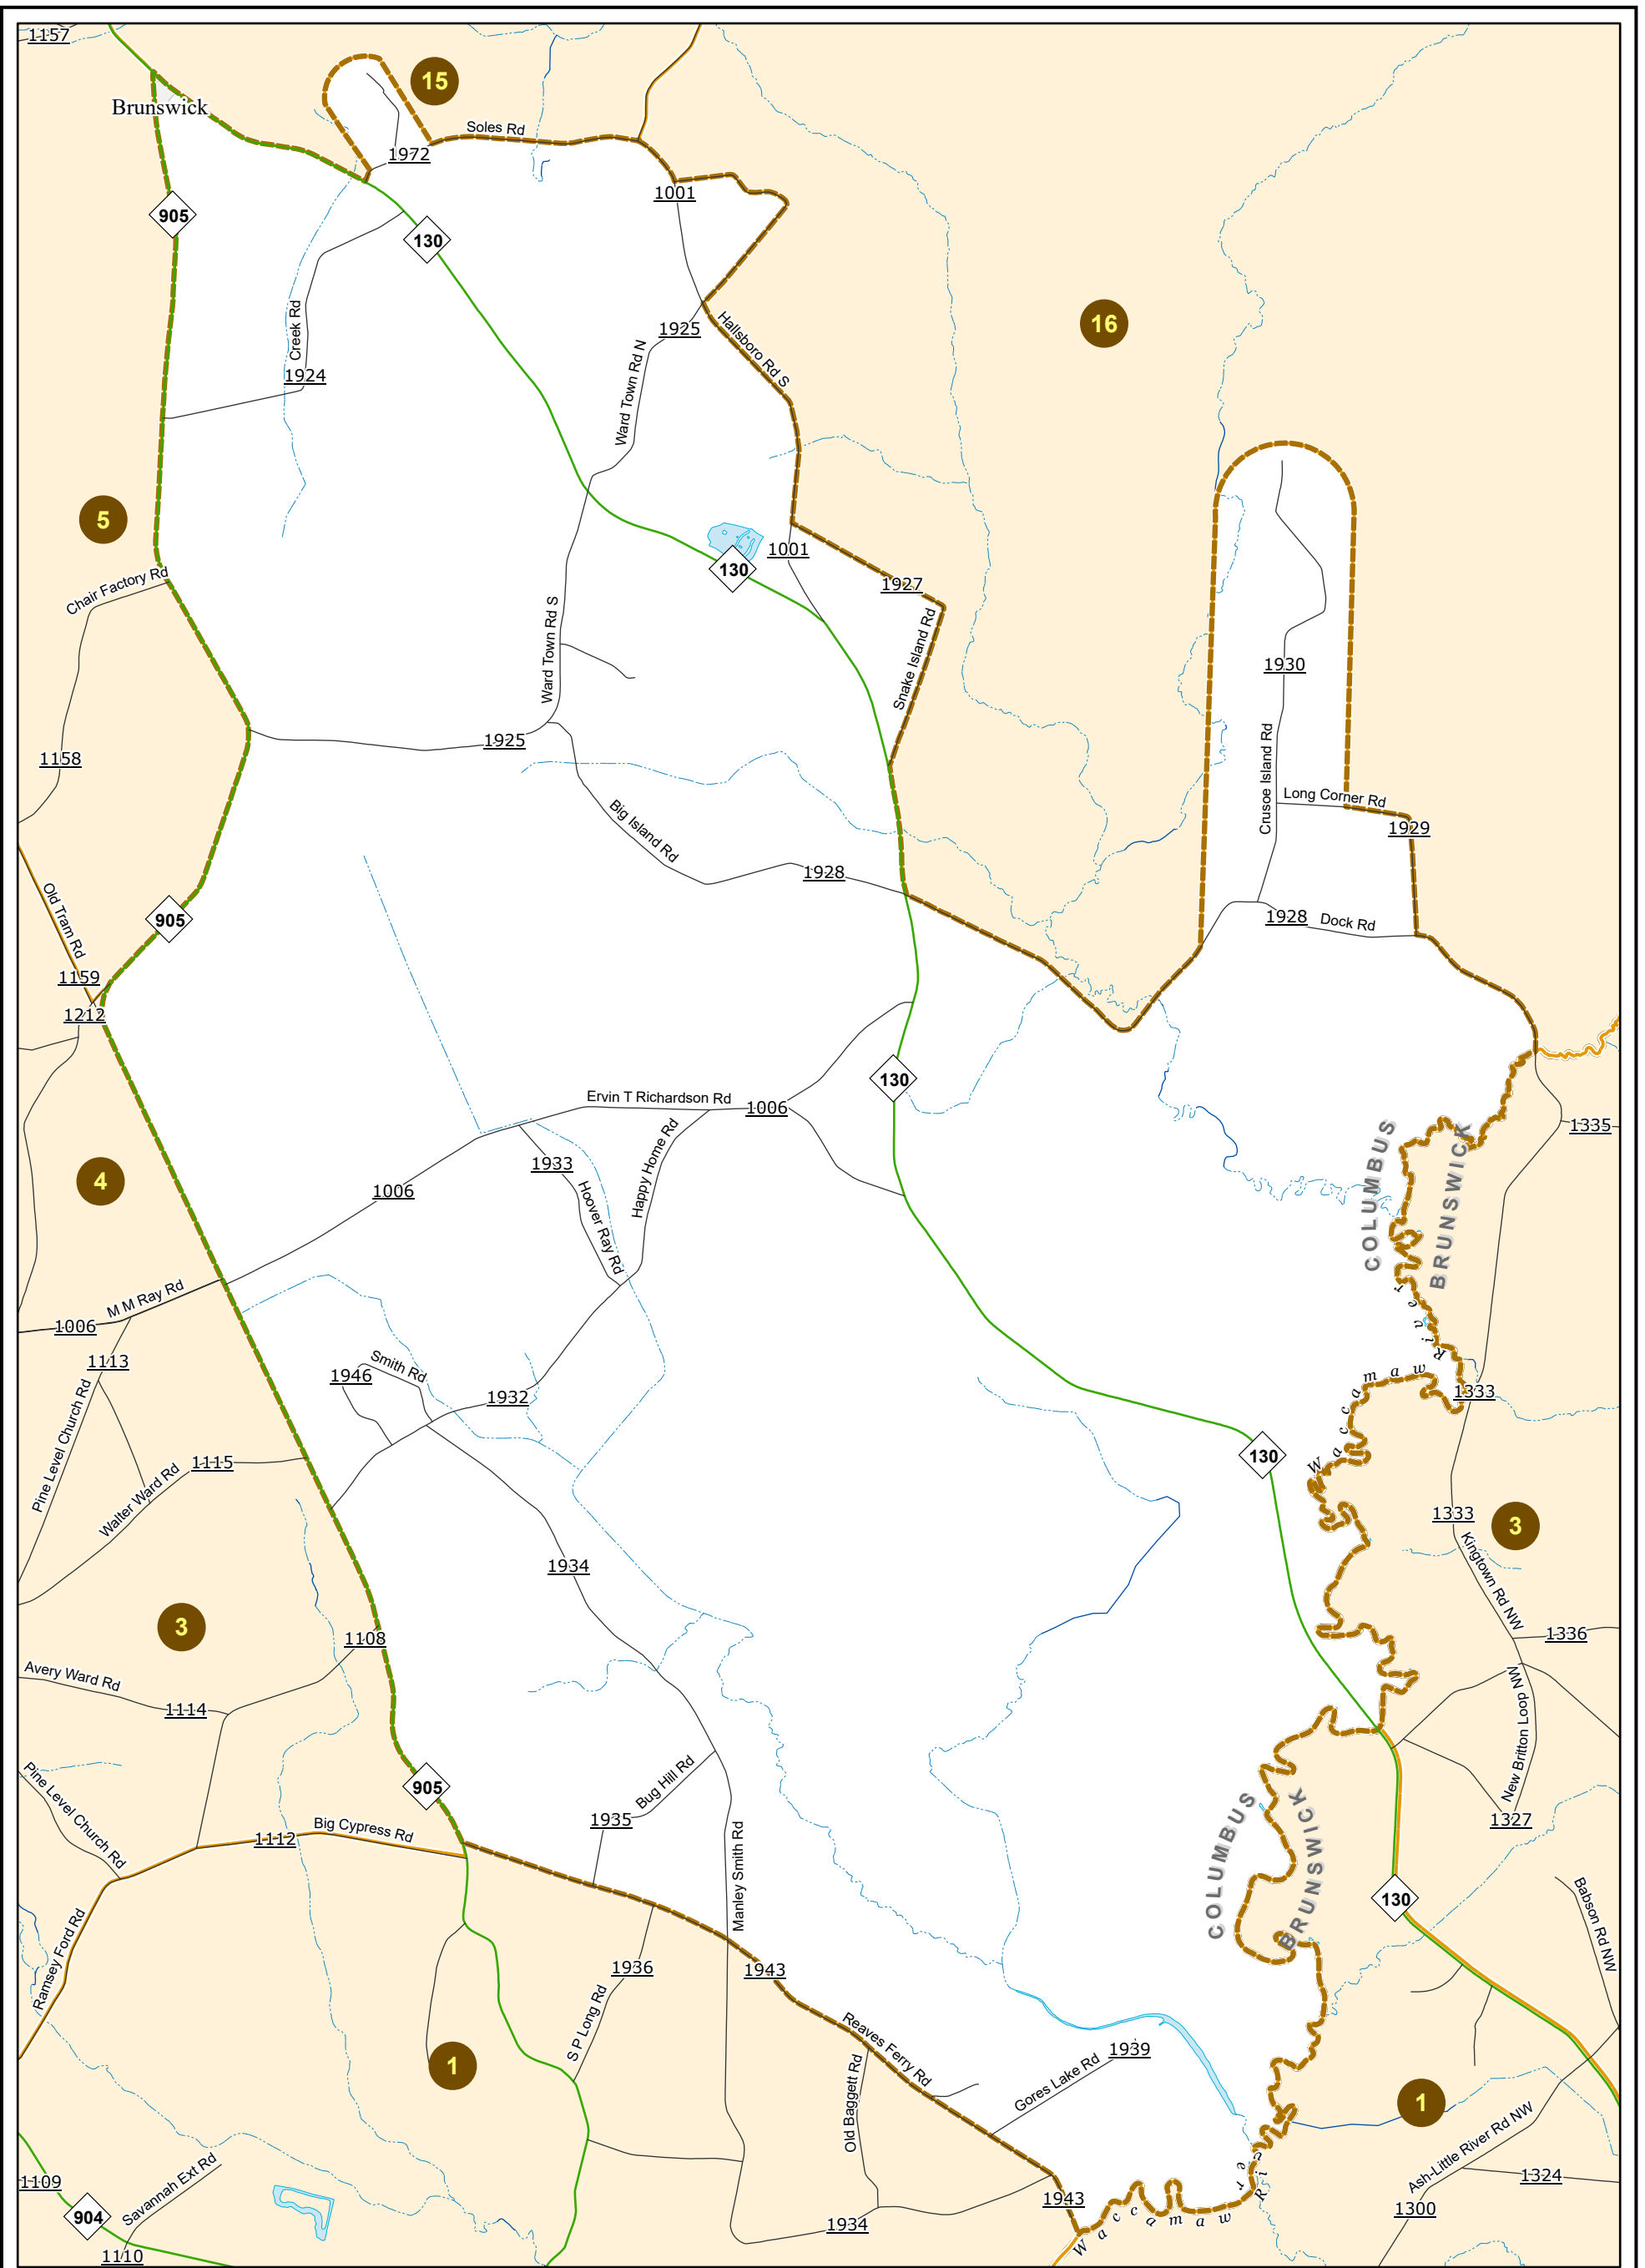 1157
15
Brunswick
Soles Rd
1972
1001
905
130
16
Creek Rd
1925
Hallsboro Rd S
Ward Town Rd N
1924
5
1001
130
Chair Factory Rd
1927
Ward Town Rd S
Snake Island Rd
1930
1925
1158
Crusoe Island Rd
Long Corner Rd
1929
Big Island Rd
1928
Old Tram Rd
905
1928
Dock Rd
1159
1212
130
Ervin T Richardson Rd
1006
COLUMBUS
BRUNSWICK
1335
4
1933
Happy Home Rd
1006
Hoover Ray Rd
M M Ray Rd
1006
1113
Smith Rd
1946
1932
Waccamaw River
1333
Pine Level Church Rd
1115
Walter Ward Rd
130
1333
3
Kingtown Rd NW
1934
3
1108
1336
Avery Ward Rd
1114
New Britton Loop NW
905
Bug Hill Rd
Pine Level Church Rd
1935
1327
Big Cypress Rd
1112
COLUMBUS
BRUNSWICK
Manley Smith Rd
130
Babson Rd NW
Ramsey Ford Rd
1936
1943
S P Long Rd
Reaves Ferry Rd
1939
Gores Lake Rd
1
Old Baggett Rd
1
Ash-Little River Rd NW
1109
Savannah Ext Rd
1324
904
1943
1300
1934
Waccamaw River
1110